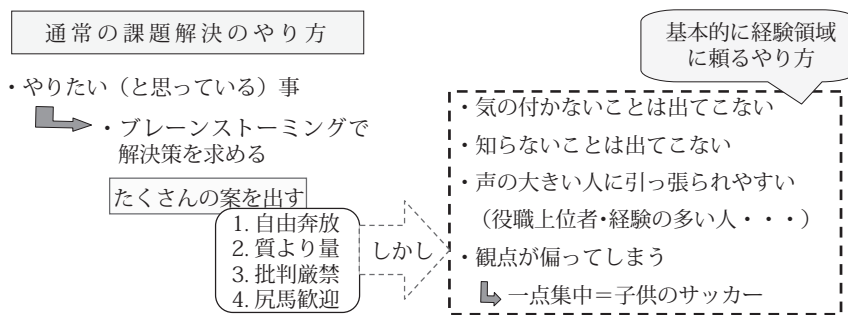 通常の課題解決のやり方
・やりたい（と思っている）事
・ブレーンストーミングで
解決策を求める
たくさんの案を出す
1. 自由奔放
2. 質より量
3. 批判厳禁
4. 尻馬歓迎
しかし
基本的に経験領域
に頼るやり方
・気の付かないことは出てこない
・知らないことは出てこない
・声の大きい人に引っ張られやすい
（役職上位者・経験の多い人・・・）
・観点が偏ってしまう
一点集中＝子供のサッカー